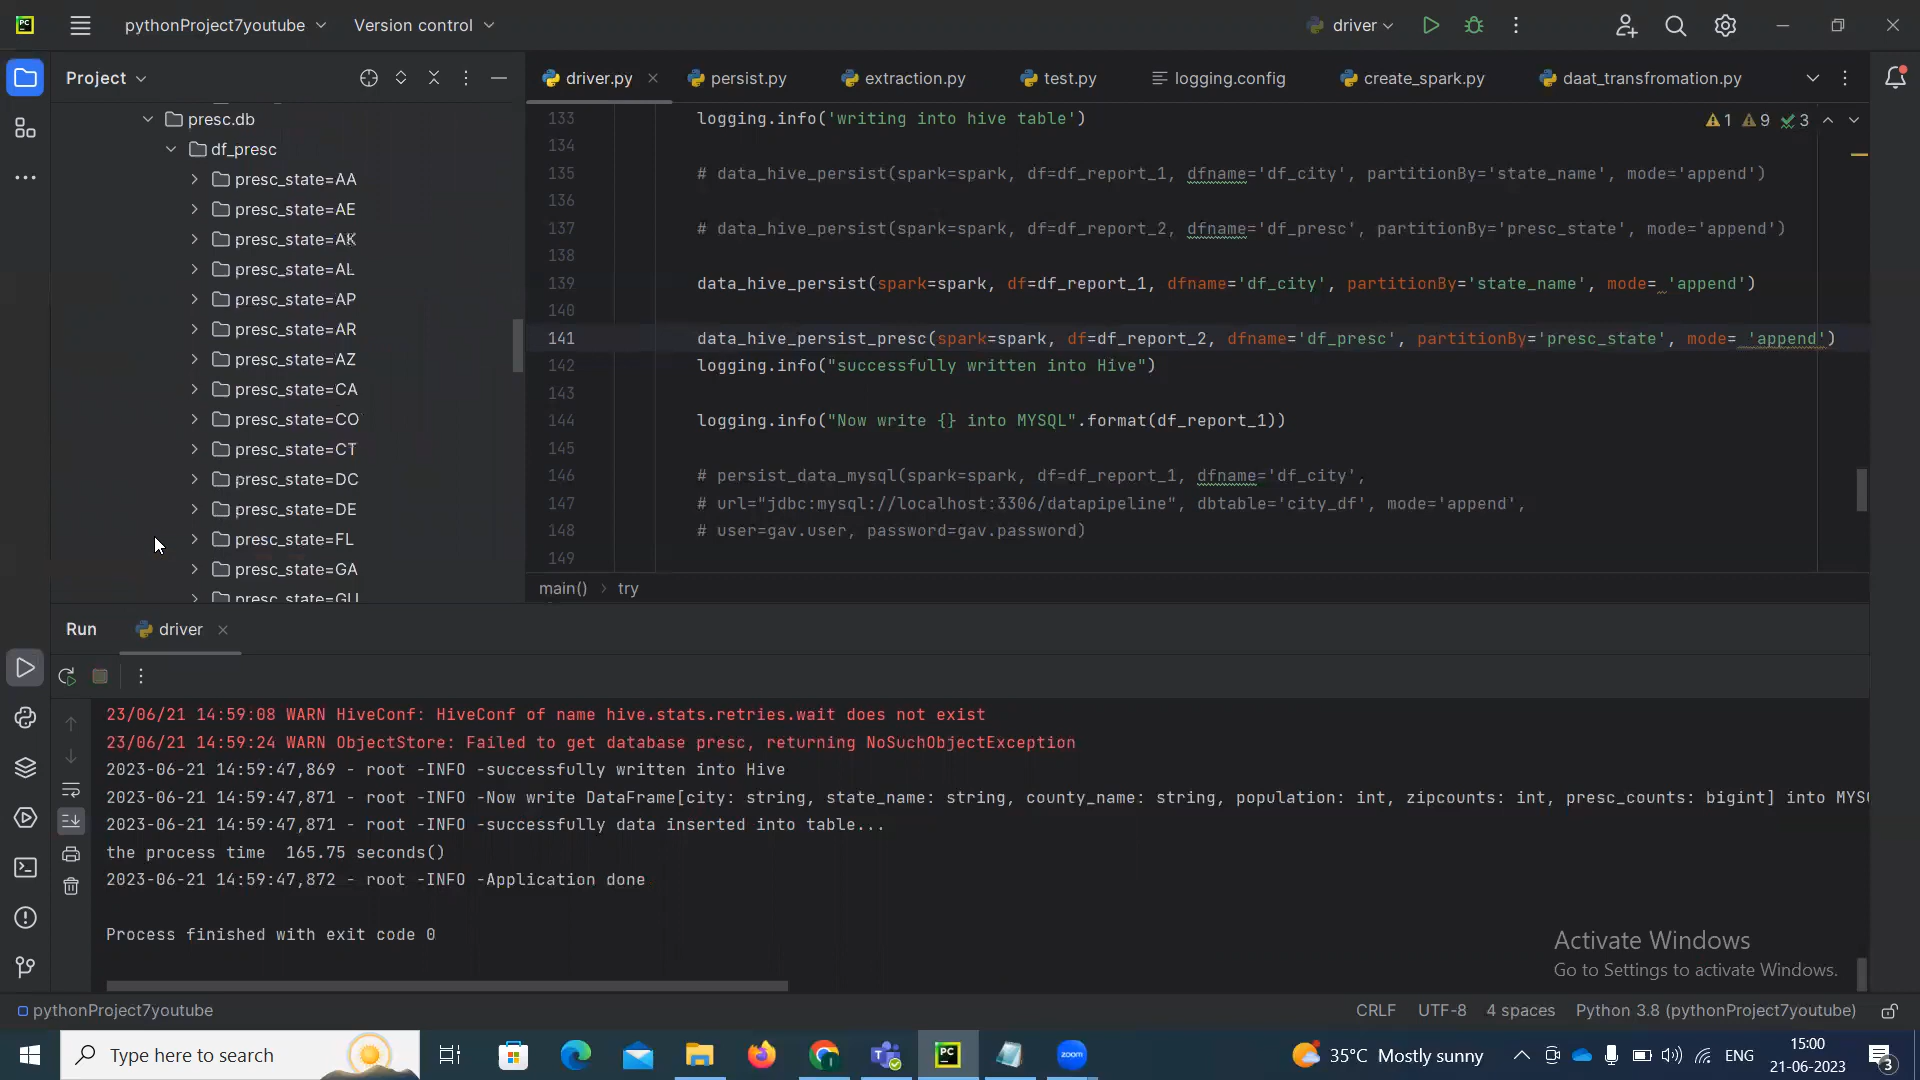 pythonProject7youtube
Version control
driver
Project
driver.py
persist.py
extraction.py
test.py
logging.config
create_spark.py
daat_transfromation.py
presc.db
df_presc
presc_state=AA
presc_state=AE
presc_state=AK
presc_state=AL
presc_state=AP
presc_state=AR
presc_state=AZ
presc_state=CA
presc_state=CO
presc_state=CT
presc_state=DC
presc_state=DE
presc_state=FL
presc_state=GA
presc_state=GU
1 9 3
133 logging.info('writing into hive table')
134
135 # data_hive_persist(spark=spark, df=df_report_1, dfname='df_city', partitionBy='state_name', mode='append')
136
137 # data_hive_persist(spark=spark, df=df_report_2, dfname='df_presc', partitionBy='presc_state', mode='append')
138
139 data_hive_persist(spark=spark, df=df_report_1, dfname='df_city', partitionBy='state_name', mode= 'append')
140
141 data_hive_persist_presc(spark=spark, df=df_report_2, dfname='df_presc', partitionBy='presc_state', mode= 'append')
142 logging.info("successfully written into Hive")
143
144 logging.info("Now write {} into MYSQL".format(df_report_1))
145
146 # persist_data_mysql(spark=spark, df=df_report_1, dfname='df_city',
147 # url="jdbc:mysql://localhost:3306/datapipeline", dbtable='city_df', mode='append',
148 # user=gav.user, password=gav.password)
149
main() › try
Run
driver
23/06/21 14:59:08 WARN HiveConf: HiveConf of name hive.stats.retries.wait does not exist
23/06/21 14:59:24 WARN ObjectStore: Failed to get database presc, returning NoSuchObjectException
2023-06-21 14:59:47,869 - root -INFO -successfully written into Hive
2023-06-21 14:59:47,871 - root -INFO -Now write DataFrame[city: string, state_name: string, county_name: string, population: int, zipcounts: int, presc_counts: bigint] into MYS
2023-06-21 14:59:47,871 - root -INFO -successfully data inserted into table...
the process time  165.75 seconds()
2023-06-21 14:59:47,872 - root -INFO -Application done
Process finished with exit code 0
Activate Windows
Go to Settings to activate Windows.
pythonProject7youtube
CRLF UTF-8 4 spaces Python 3.8 (pythonProject7youtube)
Type here to search
zoom
35°C Mostly sunny
ENG
15:00
21-06-2023
3